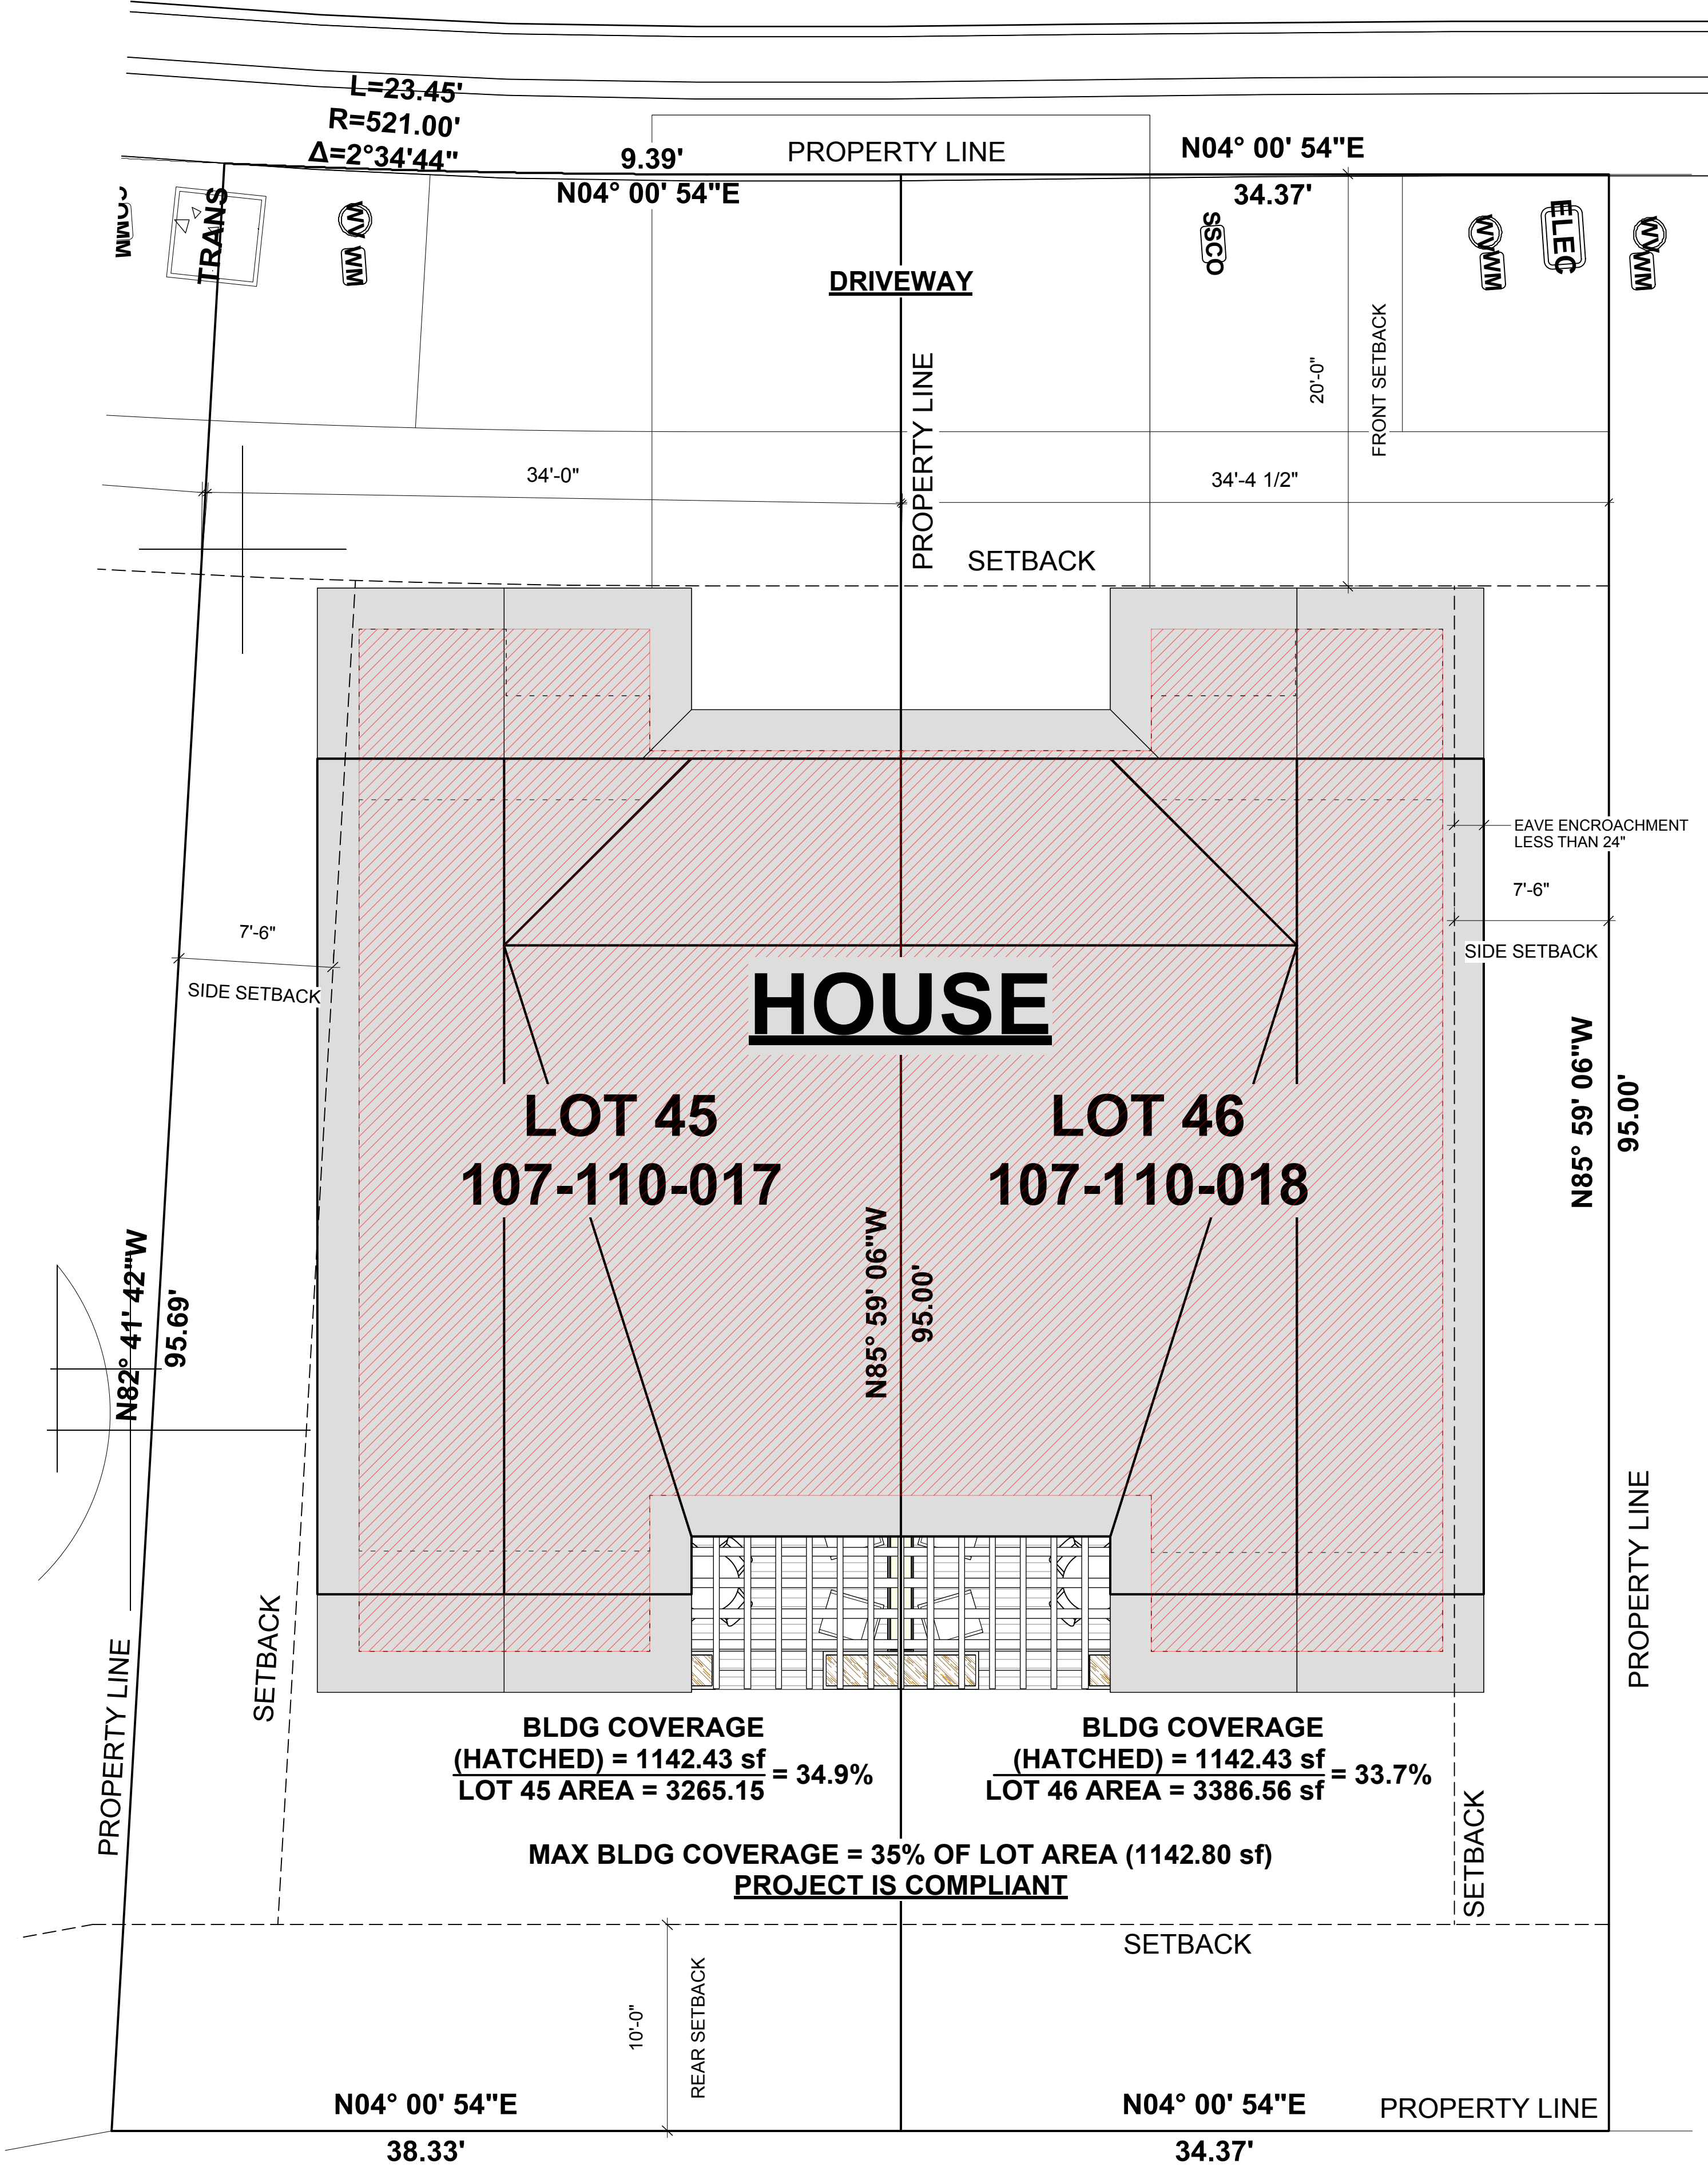 L=23.45'
R=521.00'
Δ=2°34'44"
9.39'
N04° 00' 54"E
PROPERTY LINE
N04° 00' 54"E
34.37'
COMM
TRANS
WV
WM
SSCO
WV
WM
ELEC
WV
WM
DRIVEWAY
PROPERTY LINE
20'-0"
FRONT SETBACK
34'-0"
34'-4 1/2"
SETBACK
EAVE ENCROACHMENT
LESS THAN 24"
7'-6"
SIDE SETBACK
7'-6"
SIDE SETBACK
HOUSE
LOT 45
107-110-017
LOT 46
107-110-018
N85° 59' 06"W
95.00'
N85° 59' 06"W
95.00'
N82° 41' 42"W
95.69'
PROPERTY LINE
SETBACK
PROPERTY LINE
BLDG COVERAGE
(HATCHED) = 1142.43 sf
LOT 45 AREA = 3265.15
= 34.9%
BLDG COVERAGE
(HATCHED) = 1142.43 sf
LOT 46 AREA = 3386.56 sf
= 33.7%
MAX BLDG COVERAGE = 35% OF LOT AREA (1142.80 sf)
PROJECT IS COMPLIANT
SETBACK
SETBACK
10'-0"
REAR SETBACK
N04° 00' 54"E
38.33'
N04° 00' 54"E
34.37'
PROPERTY LINE